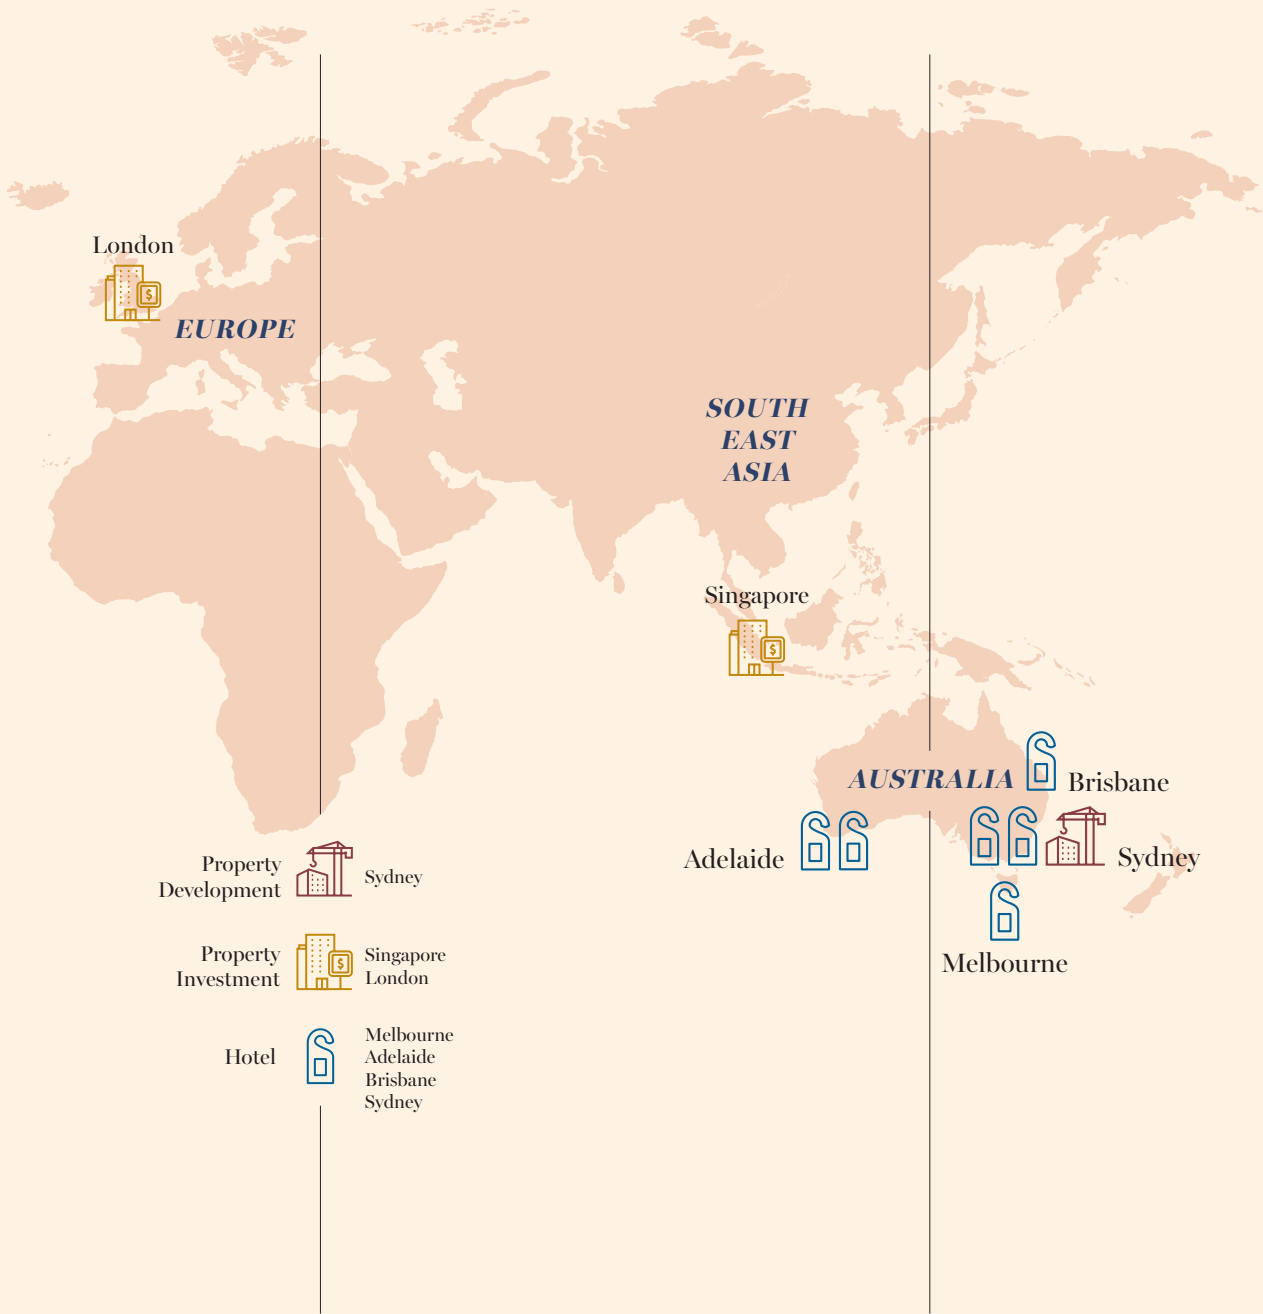 London
EUROPE
SOUTH
EAST
ASIA
Singapore
AUSTRALIA
Brisbane
Adelaide
Sydney
Melbourne
Property
Development
Sydney
Property
Investment
Singapore
London
Hotel
Melbourne
Adelaide
Brisbane
Sydney